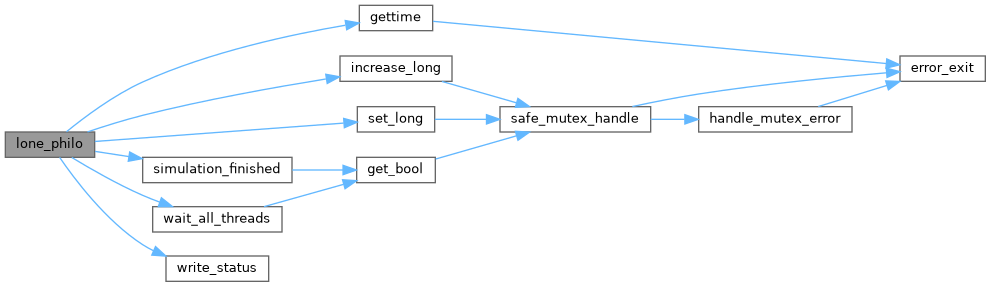 gettime
increase_long
error_exit
set_long
safe_mutex_handle
handle_mutex_error
lone_philo
simulation_finished
get_bool
wait_all_threads
write_status